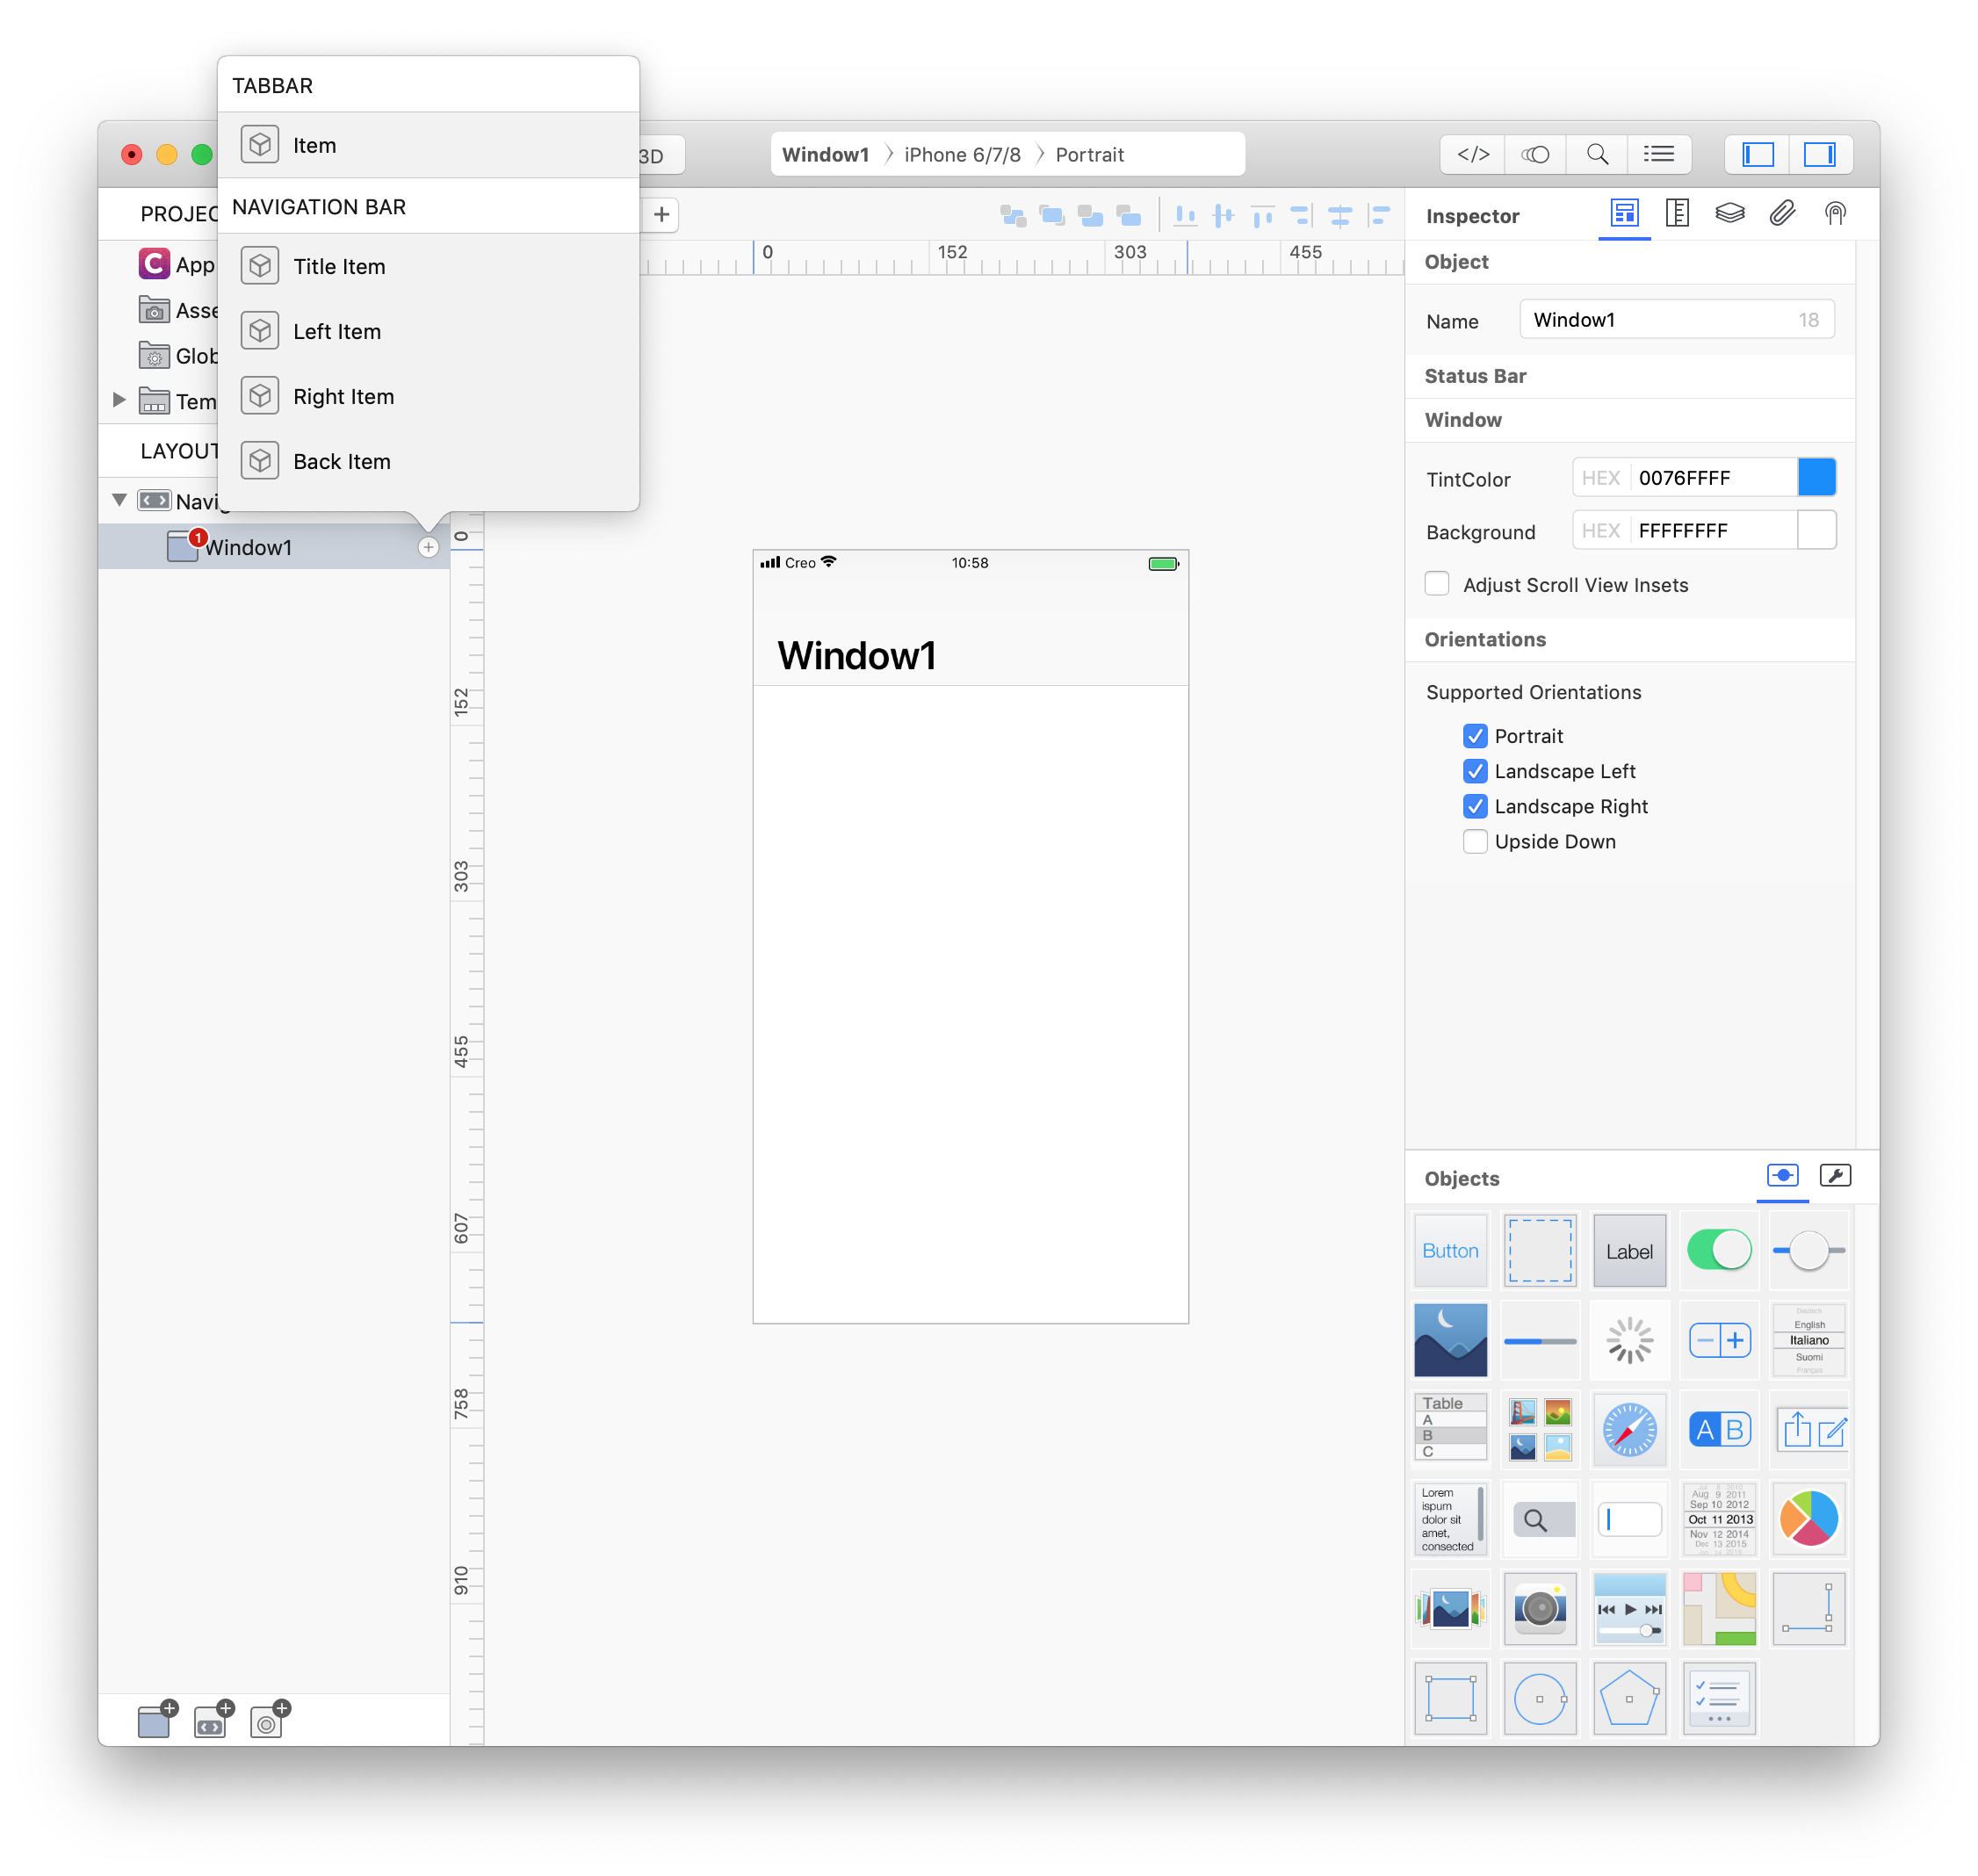 TABBAR
Item
NAVIGATION BAR
Title Item
Left Item
Right Item
Back Item
3D
Window1 iPhone 6/7/8 Portrait
</>
PROJEC
App
Asse
Glob
Tem
LAYOUT
Navig
1
Window1
0 152 303 455
0
152
303
455
607
758
910
Creo 10:58
Window1
Inspector
Object
Name Window1 18
Status Bar
Window
TintColor HEX 0076FFFF
Background HEX FFFFFFFF
Adjust Scroll View Insets
Orientations
Supported Orientations
Portrait
Landscape Left
Landscape Right
Upside Down
Objects
Button Label
Deutsch
English
Italiano
Suomi
Français
Table
A
B
C
A B
Lorem
ispum
dolor sit
amet,
consected
Aug 9 2011
Sep 10 2012
Oct 11 2013
Nov 12 2014
Dec 13 2015